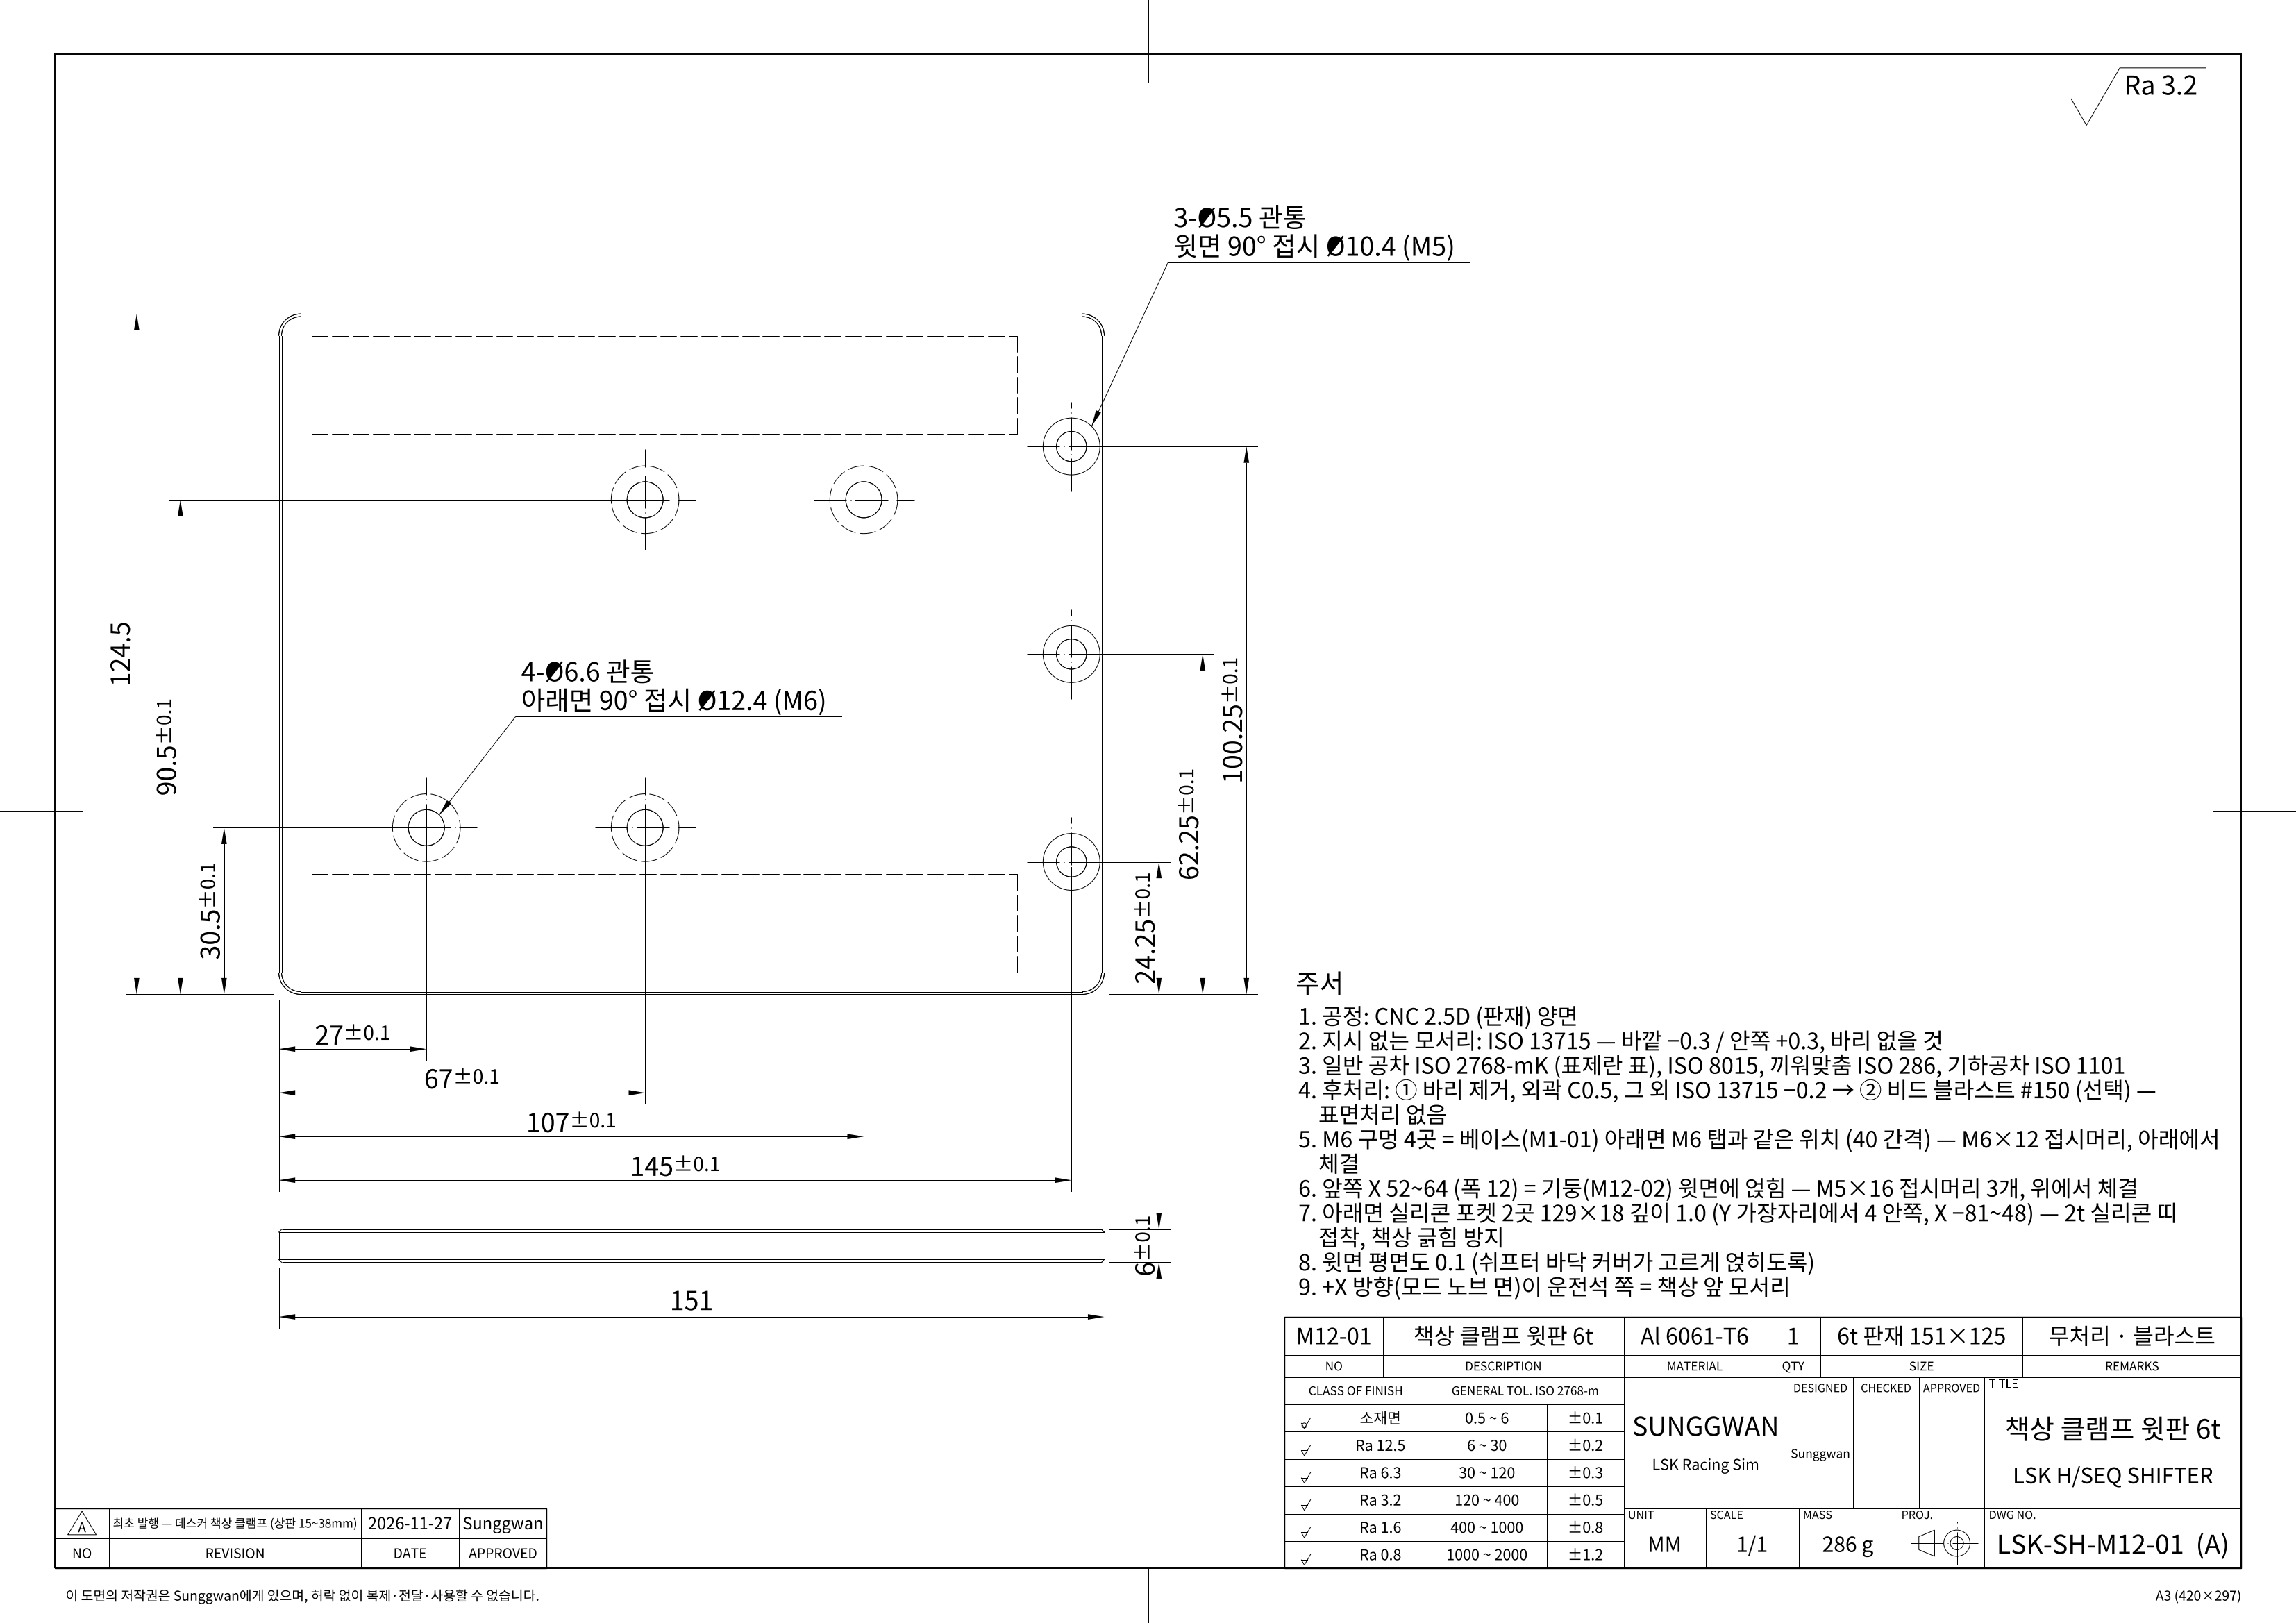 Ra 3.2
3-Ø5.5 관통
윗면 90° 접시 Ø10.4 (M5)
124.5
90.5±0.1
30.5±0.1
4-Ø6.6 관통
아래면 90° 접시 Ø12.4 (M6)
100.25±0.1
62.25±0.1
24.25±0.1
27±0.1
67±0.1
107±0.1
145±0.1
6±0.1
151
주서
1. 공정: CNC 2.5D (판재) 양면
2. 지시 없는 모서리: ISO 13715 — 바깥 −0.3 / 안쪽 +0.3, 바리 없을 것
3. 일반 공차 ISO 2768-mK (표제란 표), ISO 8015, 끼워맞춤 ISO 286, 기하공차 ISO 1101
4. 후처리: ① 바리 제거, 외곽 C0.5, 그 외 ISO 13715 −0.2 → ② 비드 블라스트 #150 (선택) —
표면처리 없음
5. M6 구멍 4곳 = 베이스(M1-01) 아래면 M6 탭과 같은 위치 (40 간격) — M6×12 접시머리, 아래에서
체결
6. 앞쪽 X 52~64 (폭 12) = 기둥(M12-02) 윗면에 얹힘 — M5×16 접시머리 3개, 위에서 체결
7. 아래면 실리콘 포켓 2곳 129×18 깊이 1.0 (Y 가장자리에서 4 안쪽, X −81~48) — 2t 실리콘 띠
접착, 책상 긁힘 방지
8. 윗면 평면도 0.1 (쉬프터 바닥 커버가 고르게 얹히도록)
9. +X 방향(모드 노브 면)이 운전석 쪽 = 책상 앞 모서리
M12-01 책상 클램프 윗판 6t Al 6061-T6 1 6t 판재 151×125 무처리 · 블라스트
NO DESCRIPTION MATERIAL QTY SIZE REMARKS
CLASS OF FINISH GENERAL TOL. ISO 2768-m
소재면 0.5 ~ 6 ±0.1
Ra 12.5 6 ~ 30 ±0.2
Ra 6.3 30 ~ 120 ±0.3
Ra 3.2 120 ~ 400 ±0.5
Ra 1.6 400 ~ 1000 ±0.8
Ra 0.8 1000 ~ 2000 ±1.2
SUNGGWAN
LSK Racing Sim
DESIGNED CHECKED APPROVED
Sunggwan
TITLE
책상 클램프 윗판 6t
LSK H/SEQ SHIFTER
UNIT SCALE MASS PROJ. DWG NO.
MM 1/1 286 g LSK-SH-M12-01 (A)
A 최초 발행 — 데스커 책상 클램프 (상판 15~38mm) 2026-11-27 Sunggwan
NO REVISION DATE APPROVED
이 도면의 저작권은 Sunggwan에게 있으며, 허락 없이 복제·전달·사용할 수 없습니다.
A3 (420×297)